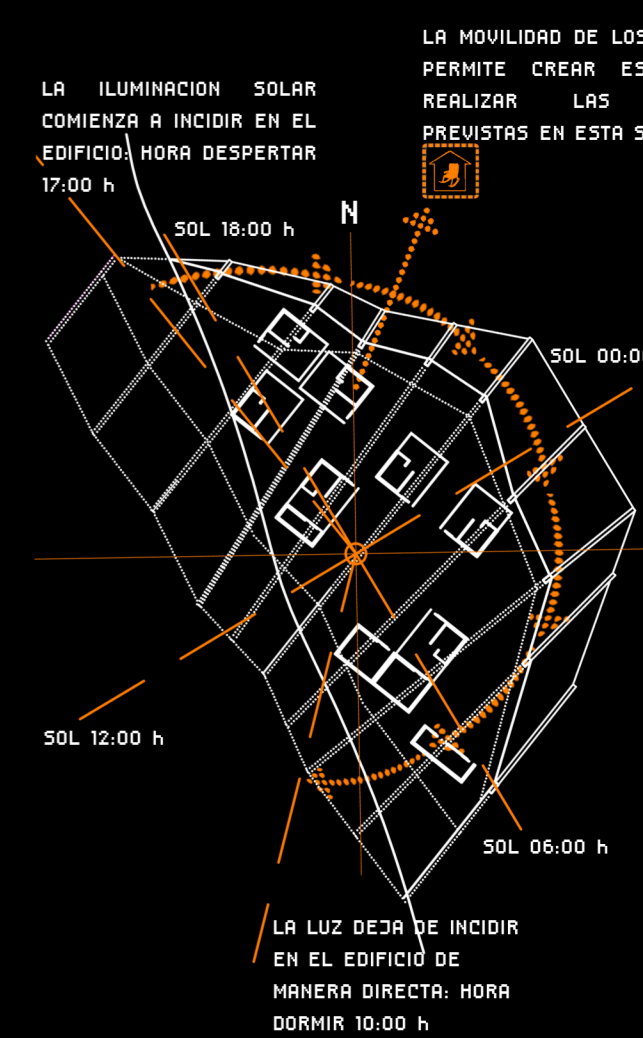 LA MOVILIDAD DE LOS
PERMITE CREAR ES
REALIZAR LAS
PREVISTAS EN ESTA S
LA ILUMINACION SOLAR
COMIENZA A INCIDIR EN EL
EDIFICIO: HORA DESPERTAR
17:00 h
SOL 18:00 h
N
SOL 00:0
SOL 12:00 h
SOL 06:00 h
LA LUZ DEJA DE INCIDIR
EN EL EDIFICIO DE
MANERA DIRECTA: HORA
DORMIR 10:00 h